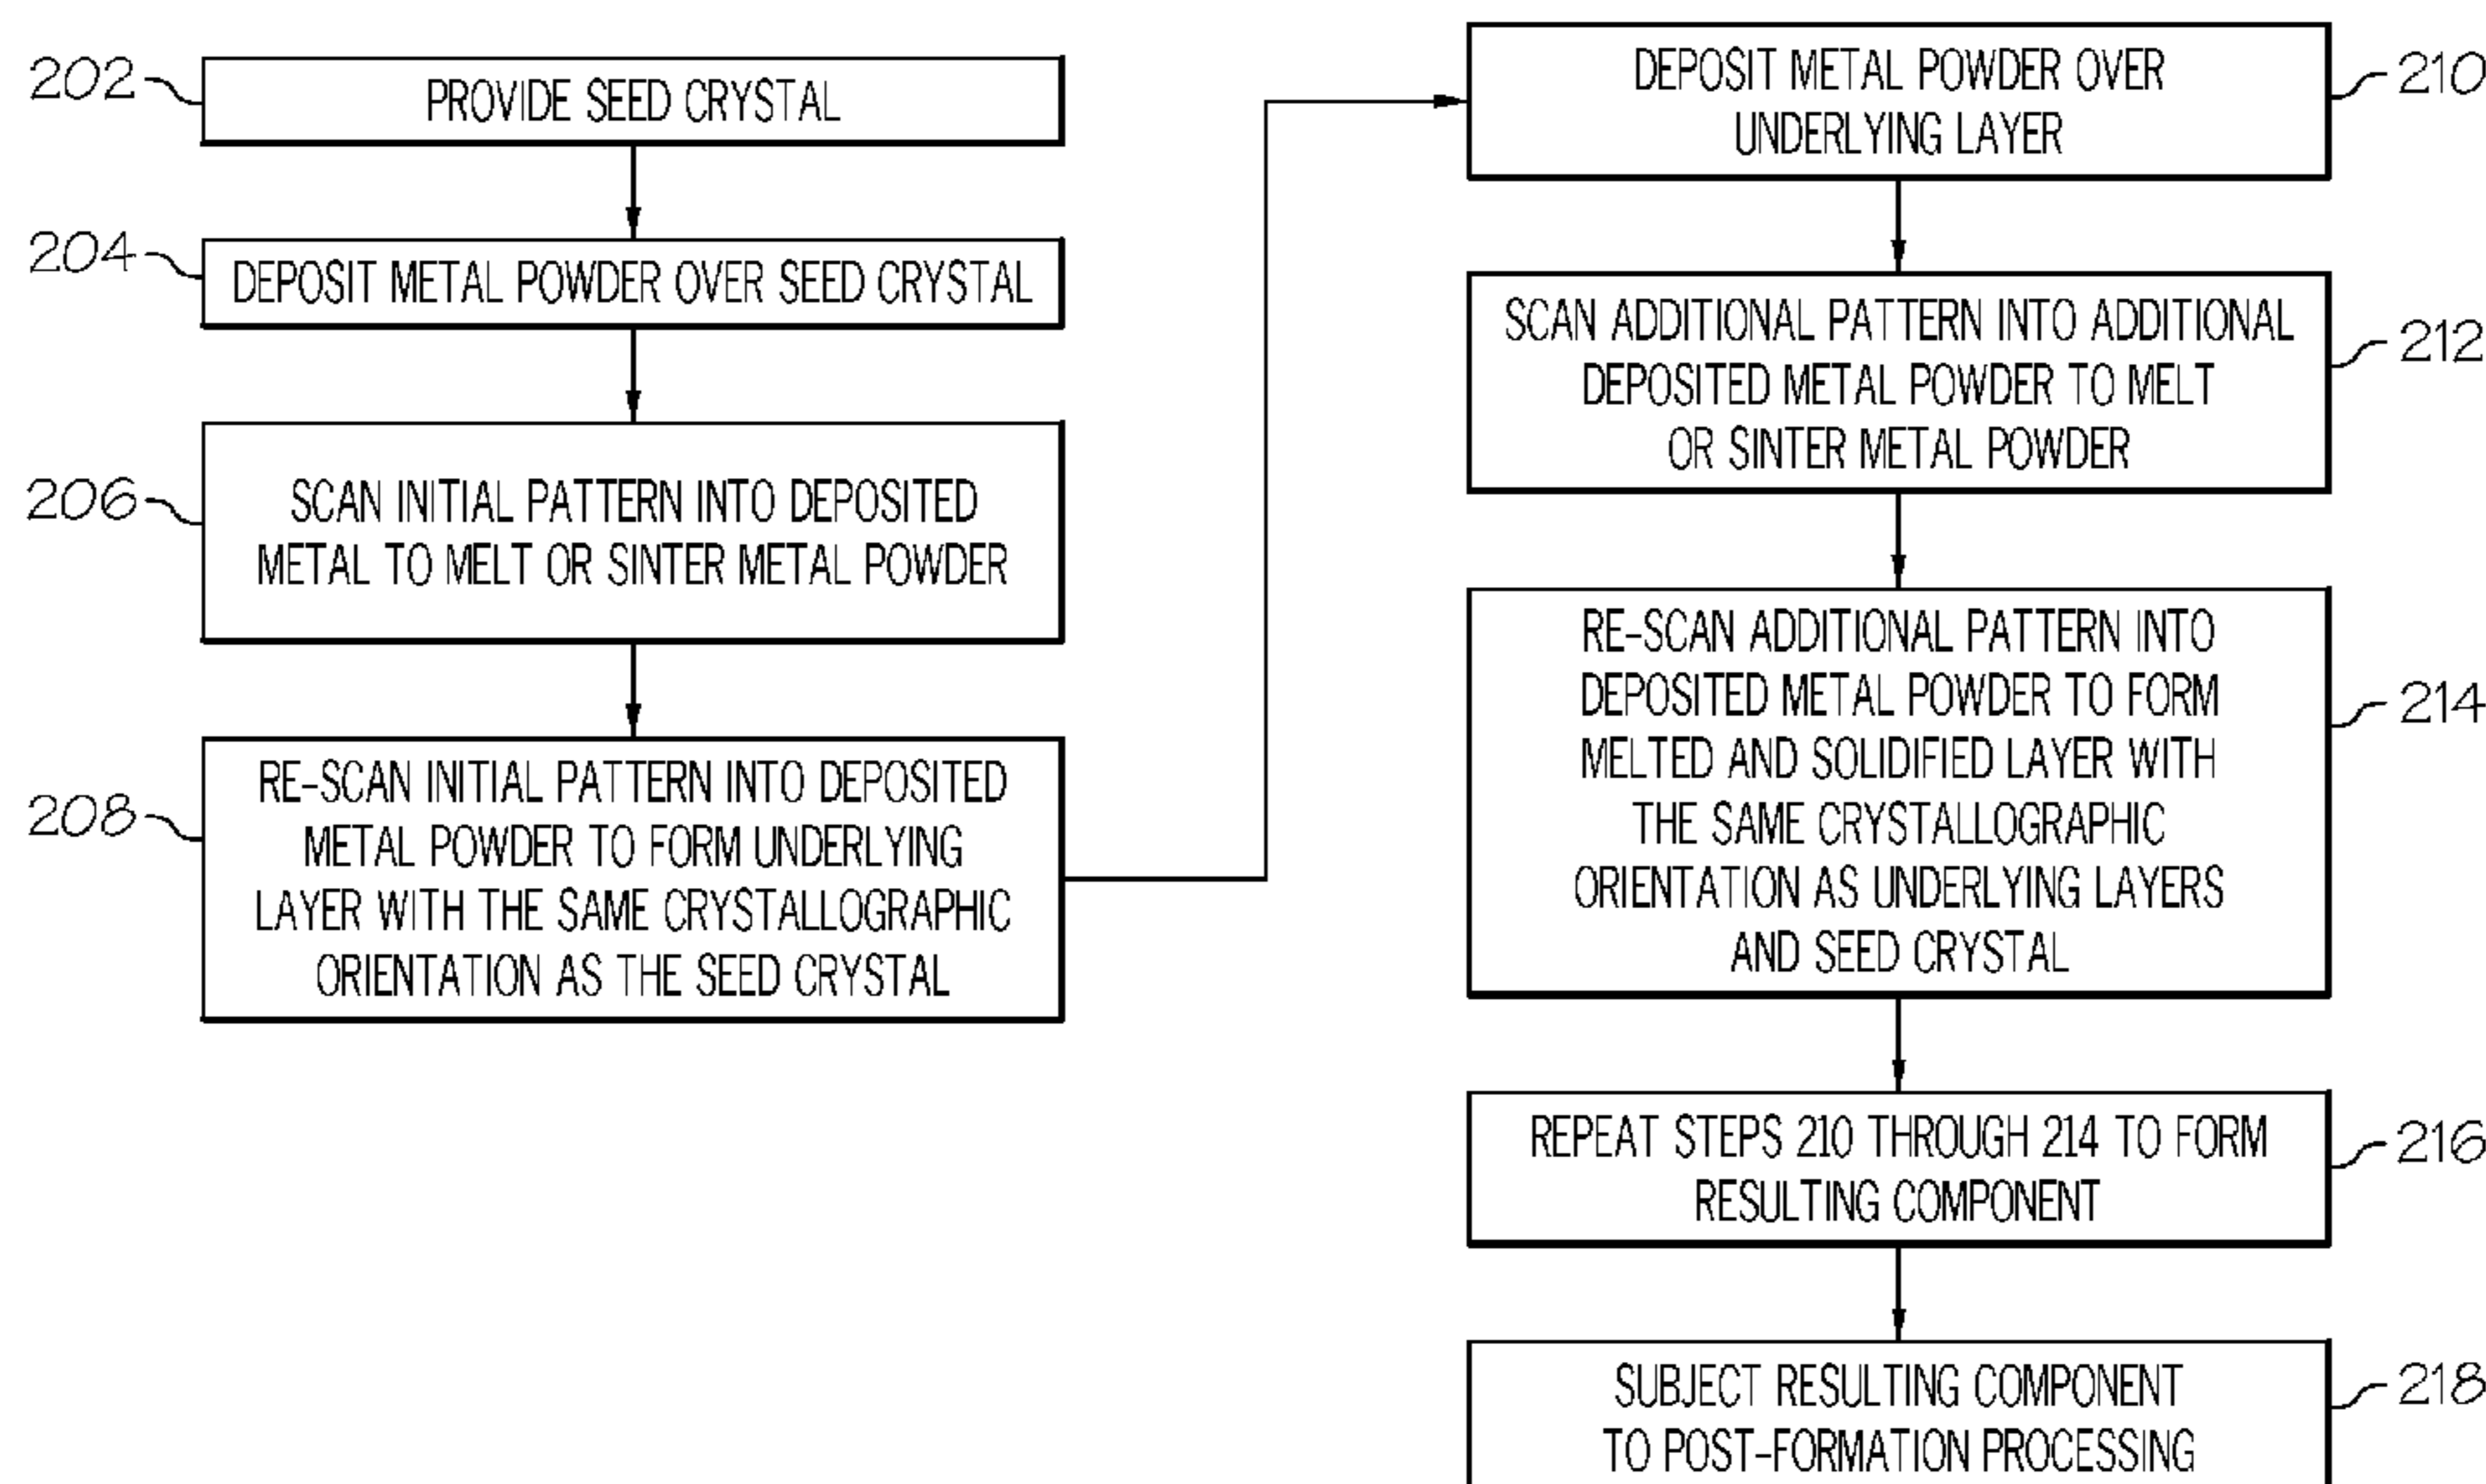 202
PROVIDE SEED CRYSTAL
204
DEPOSIT METAL POWDER OVER SEED CRYSTAL
206
SCAN INITIAL PATTERN INTO DEPOSITED
METAL TO MELT OR SINTER METAL POWDER
208
RE-SCAN INITIAL PATTERN INTO DEPOSITED
METAL POWDER TO FORM UNDERLYING
LAYER WITH THE SAME CRYSTALLOGRAPHIC
ORIENTATION AS THE SEED CRYSTAL
DEPOSIT METAL POWDER OVER
UNDERLYING LAYER
210
SCAN ADDITIONAL PATTERN INTO ADDITIONAL
DEPOSITED METAL POWDER TO MELT
OR SINTER METAL POWDER
212
RE-SCAN ADDITIONAL PATTERN INTO
DEPOSITED METAL POWDER TO FORM
MELTED AND SOLIDIFIED LAYER WITH
THE SAME CRYSTALLOGRAPHIC
ORIENTATION AS UNDERLYING LAYERS
AND SEED CRYSTAL
214
REPEAT STEPS 210 THROUGH 214 TO FORM
RESULTING COMPONENT
216
SUBJECT RESULTING COMPONENT
TO POST-FORMATION PROCESSING
218